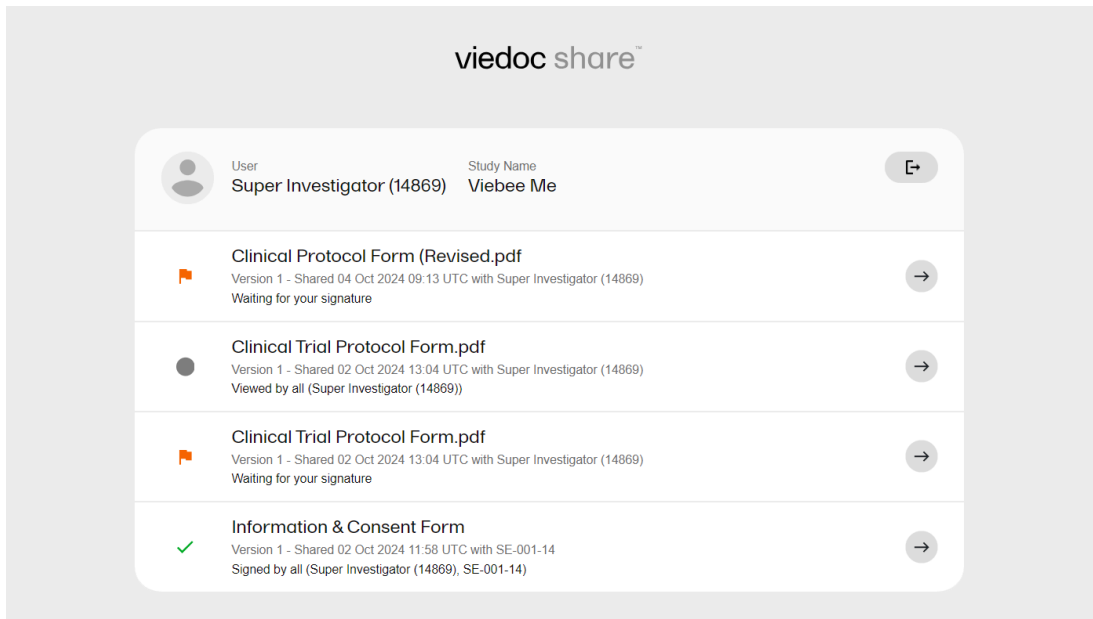 viedoc share™
User
Super Investigator (14869)
Study Name
Viebee Me
Clinical Protocol Form (Revised.pdf
Version 1 - Shared 04 Oct 2024 09:13 UTC with Super Investigator (14869)
Waiting for your signature
Clinical Trial Protocol Form.pdf
Version 1 - Shared 02 Oct 2024 13:04 UTC with Super Investigator (14869)
Viewed by all (Super Investigator (14869))
Clinical Trial Protocol Form.pdf
Version 1 - Shared 02 Oct 2024 13:04 UTC with Super Investigator (14869)
Waiting for your signature
Information & Consent Form
Version 1 - Shared 02 Oct 2024 11:58 UTC with SE-001-14
Signed by all (Super Investigator (14869), SE-001-14)